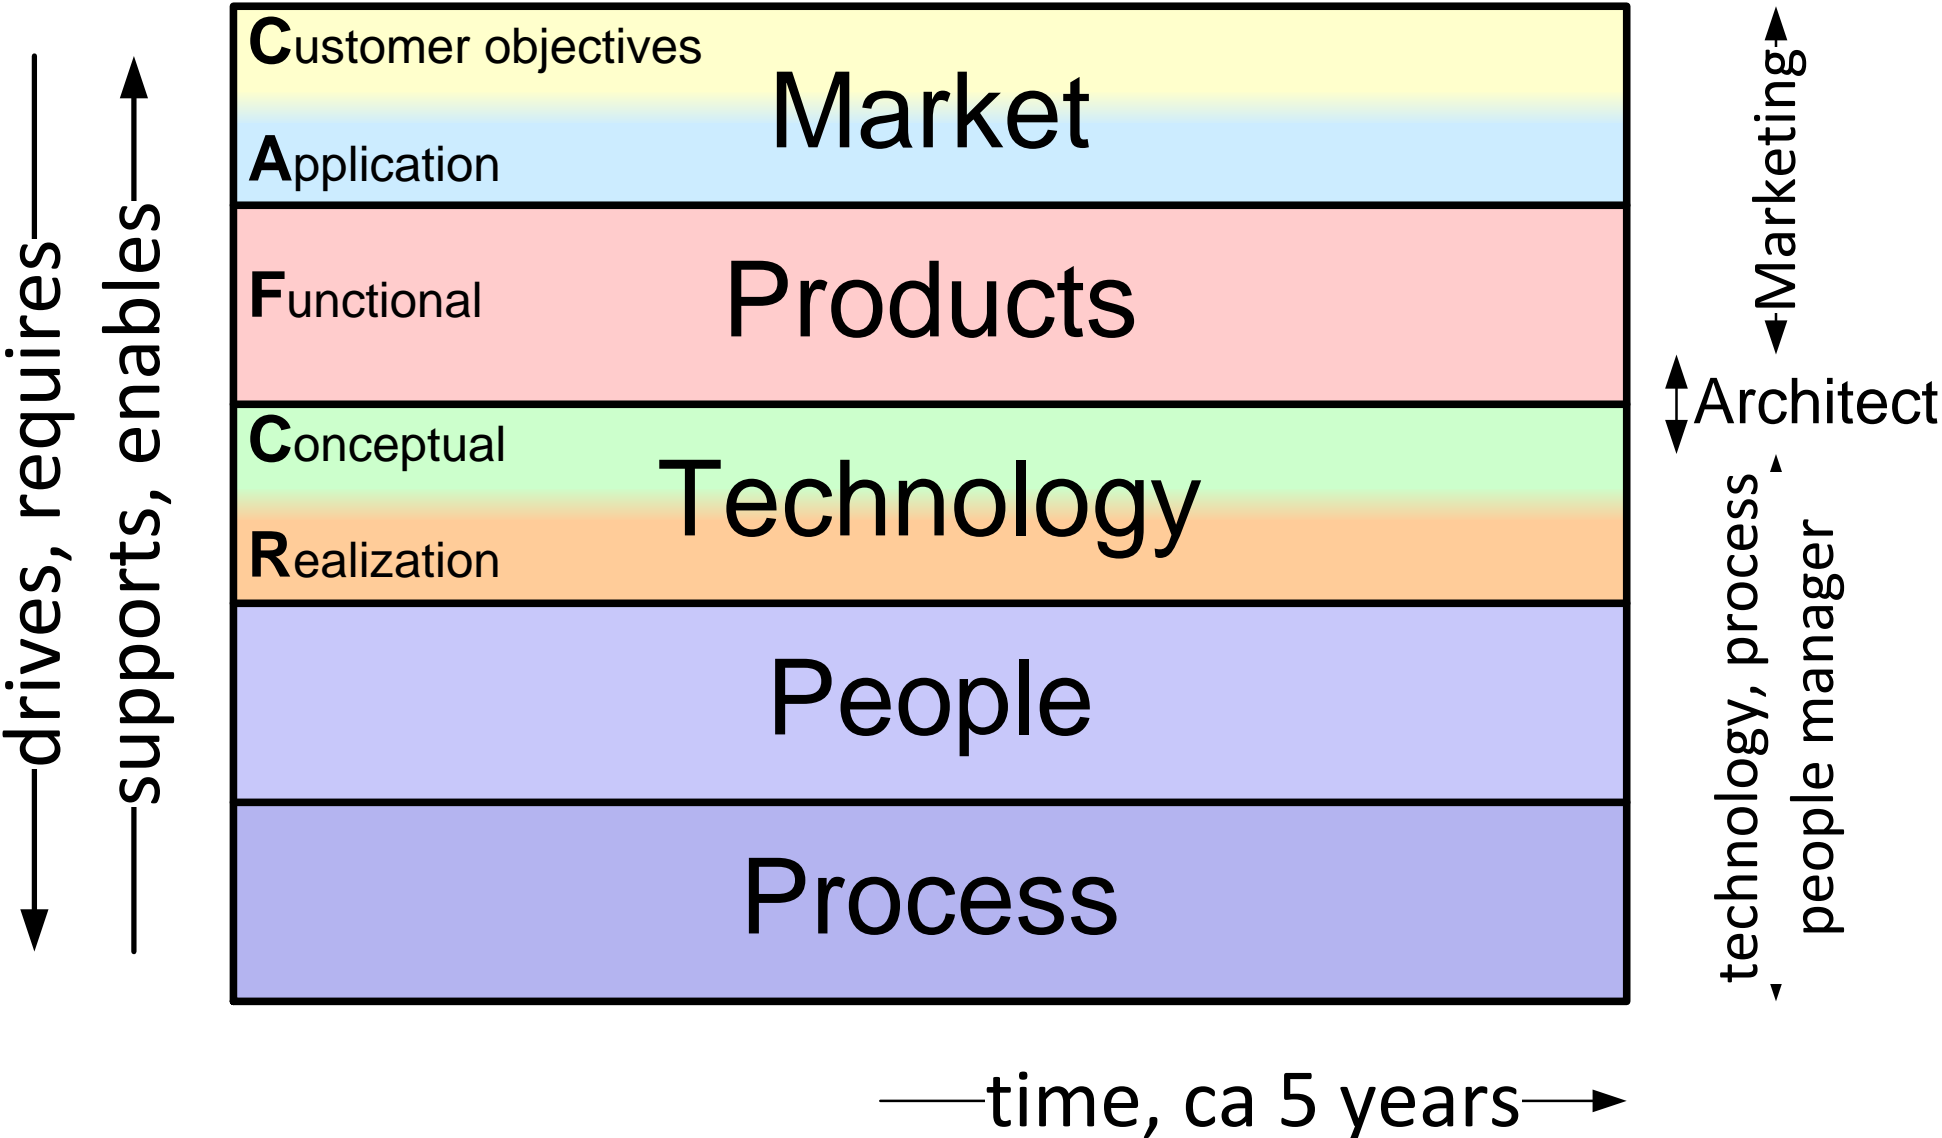 Customer objectives
Market
Application
Functional
Products
Conceptual
Technology
Realization
People
Process
drives, requires
supports, enables
Marketing
Architect
technology, process
people manager
time, ca 5 years